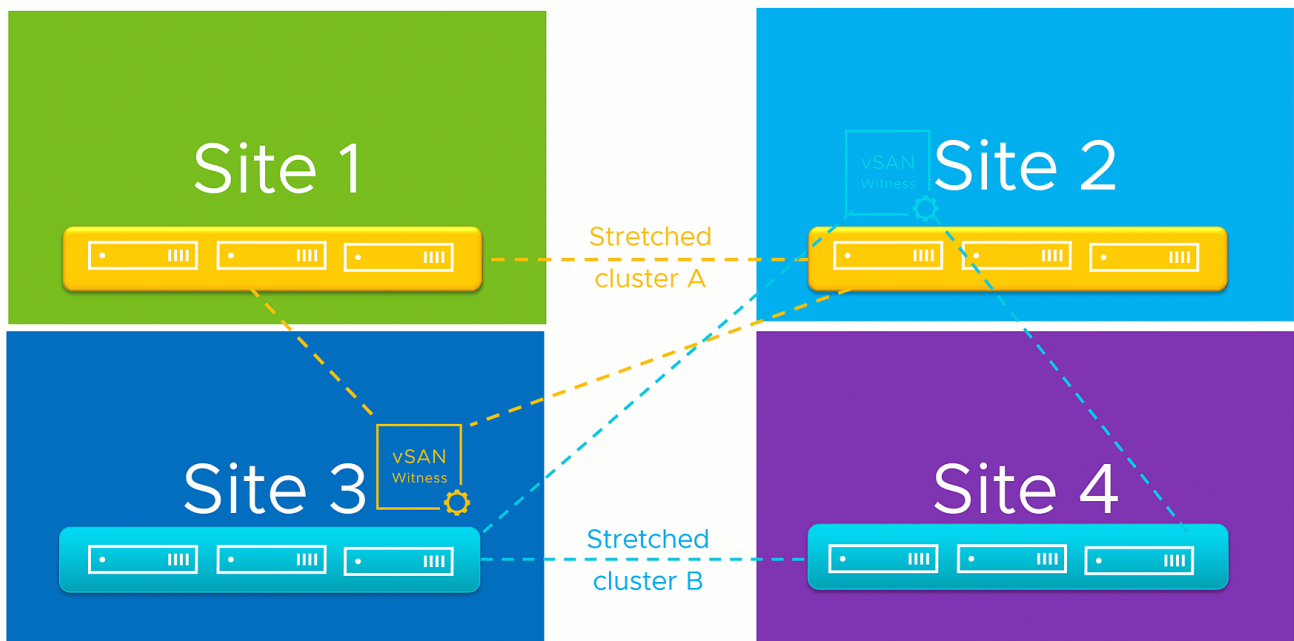 Site 1
vSAN
Witness
Site 2
Stretched
cluster A
vSAN
Witness
Site 3
Site 4
Stretched
cluster B